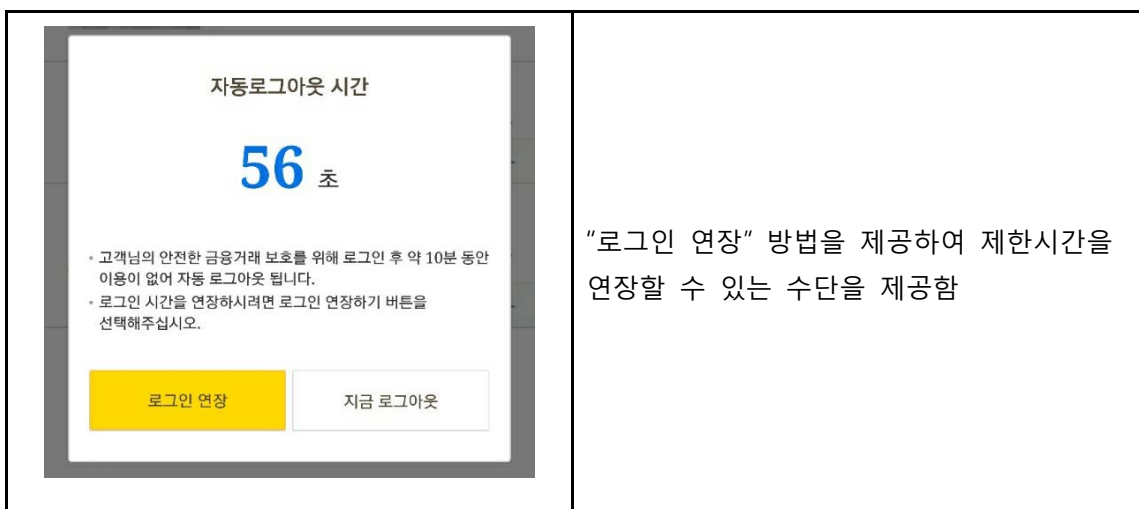 자동로그아웃 시간
56 초
• 고객님의 안전한 금융거래 보호를 위해 로그인 후 약 10분 동안
이용이 없어 자동 로그아웃 됩니다.
• 로그인 시간을 연장하시려면 로그인 연장하기 버튼을
선택해주십시오.
로그인 연장
지금 로그아웃
"로그인 연장" 방법을 제공하여 제한시간을
연장할 수 있는 수단을 제공함